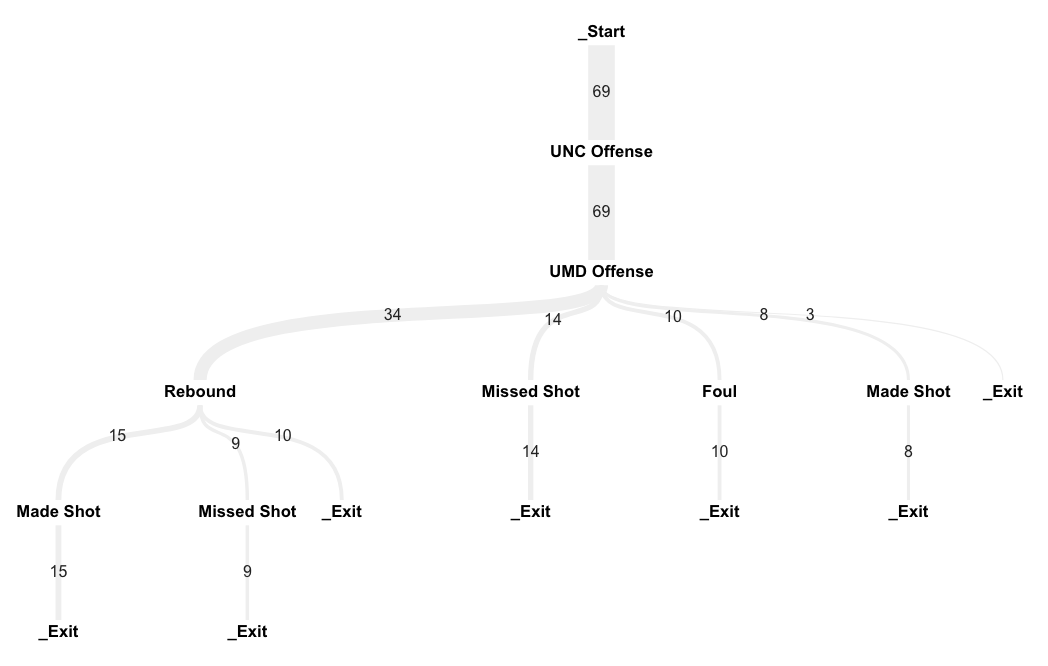 _Start
69
UNC Offense
69
UMD Offense
34 14 10 8 3
Rebound Missed Shot Foul Made Shot _Exit
15 9 10 14 10 8
Made Shot Missed Shot _Exit _Exit _Exit _Exit
15 9
_Exit _Exit